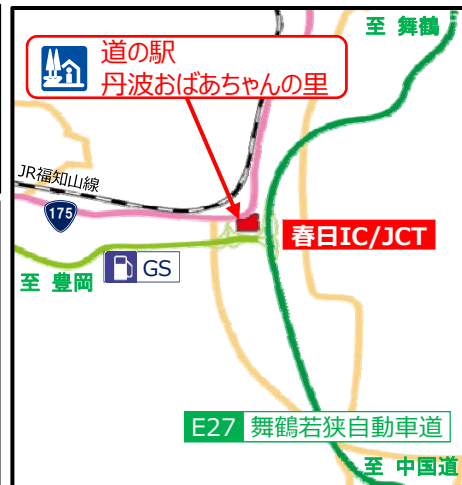 至 舞鶴
道の駅
丹波おばあちゃんの里
JR福知山線
175
春日IC/JCT
GS
至 豊岡
E27 舞鶴若狭自動車道
至 中国道